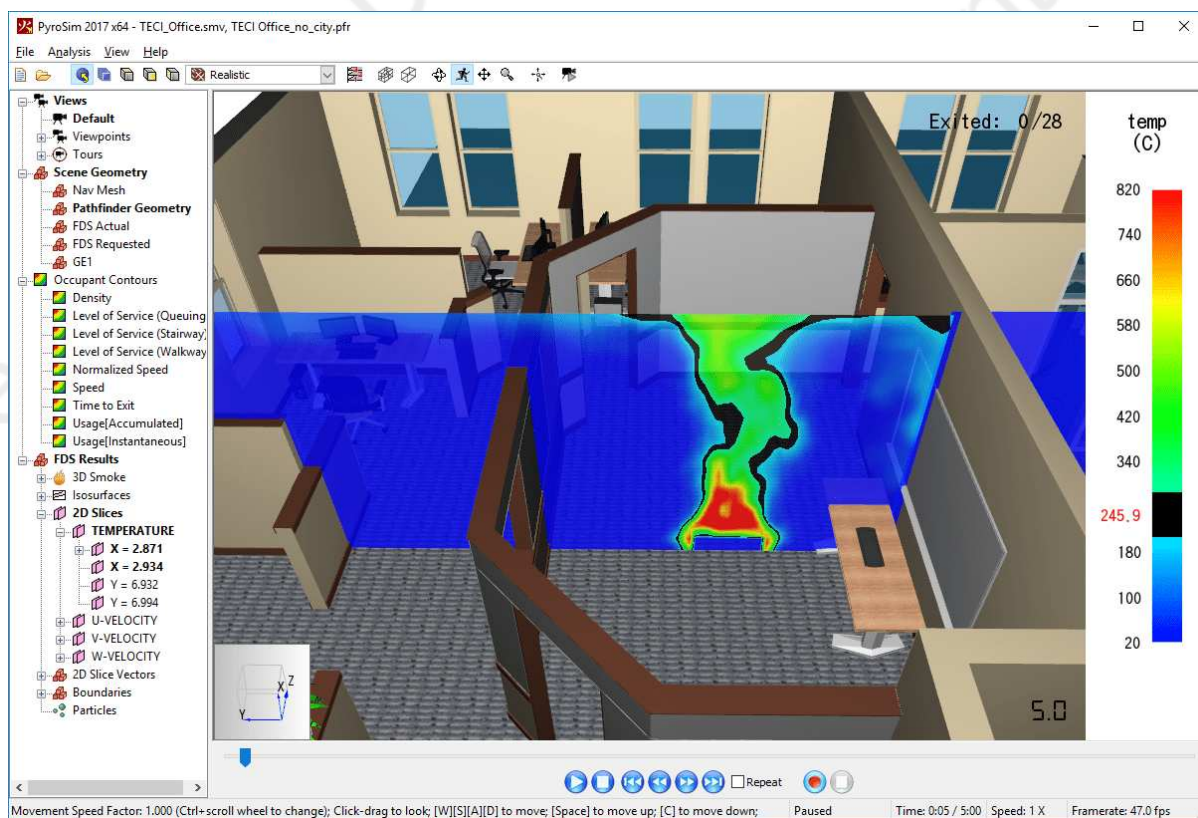 PyroSim 2017 x64 - TECI_Office.smv, TECI Office_no_city.pfr
File Analysis View Help
Realistic
Views
Default
Viewpoints
Tours
Scene Geometry
Nav Mesh
Pathfinder Geometry
FDS Actual
FDS Requested
GE1
Occupant Contours
Density
Level of Service (Queuing
Level of Service (Stairway)
Level of Service (Walkway
Normalized Speed
Speed
Time to Exit
Usage[Accumulated]
Usage[Instantaneous]
FDS Results
3D Smoke
Isosurfaces
2D Slices
TEMPERATURE
X = 2.871
X = 2.934
Y = 6.932
Y = 6.994
U-VELOCITY
V-VELOCITY
W-VELOCITY
2D Slice Vectors
Boundaries
Particles
Exited: 0/28
temp
(C)
820
740
660
580
500
420
340
245.9
180
100
20
X Z
Y
5.0
Repeat
Movement Speed Factor: 1.000 (Ctrl+scroll wheel to change); Click-drag to look; [W][S][A][D] to move; [Space] to move up; [C] to move down; Paused Time: 0:05 / 5:00 Speed: 1 X Framerate: 47.0 fps